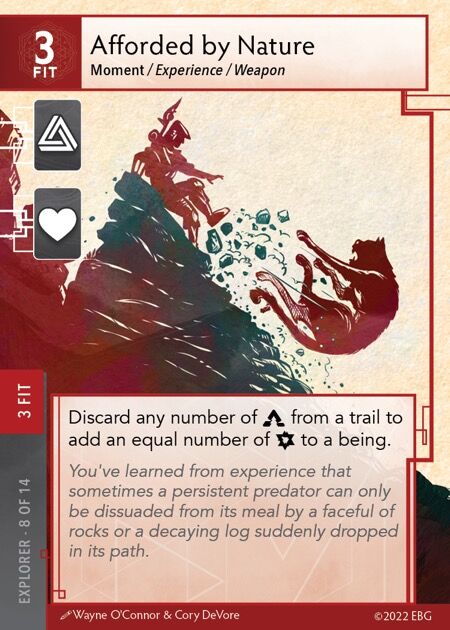 3
FIT
Afforded by Nature
Moment / Experience / Weapon
3 FIT
EXPLORER - 8 OF 14
Discard any number of from a trail to
add an equal number of to a being.
You've learned from experience that
sometimes a persistent predator can only
be dissuaded from its meal by a faceful of
rocks or a decaying log suddenly dropped
in its path.
Wayne O'Connor & Cory DeVore
©2022 EBG